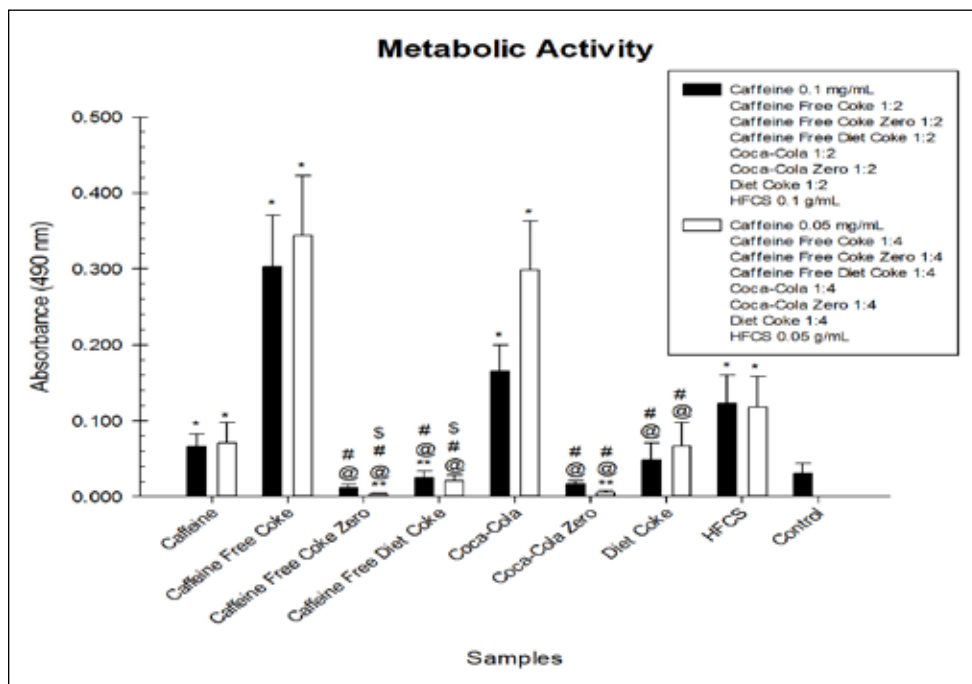 Metabolic Activity
Caffeine 0.1 mg/mL
Caffeine Free Coke 1:2
Caffeine Free Coke Zero 1:2
Caffeine Free Diet Coke 1:2
Coca-Cola 1:2
Coca-Cola Zero 1:2
Diet Coke 1:2
HFCS 0.1 g/mL
Caffeine 0.05 mg/mL
Caffeine Free Coke 1:4
Caffeine Free Coke Zero 1:4
Caffeine Free Diet Coke 1:4
Coca-Cola 1:4
Coca-Cola Zero 1:4
Diet Coke 1:4
HFCS 0.05 g/mL
Absorbance (490 nm)
0.500
0.400
0.300
0.200
0.100
0.000
* *
* *
# @
$ # @ **
# @ **
$ # @
* *
# @
# @ **
# @
# @
* *
Caffeine
Caffeine Free Coke
Caffeine Free Coke Zero
Caffeine Free Diet Coke
Coca-Cola
Coca-Cola Zero
Diet Coke
HFCS
Control
Samples